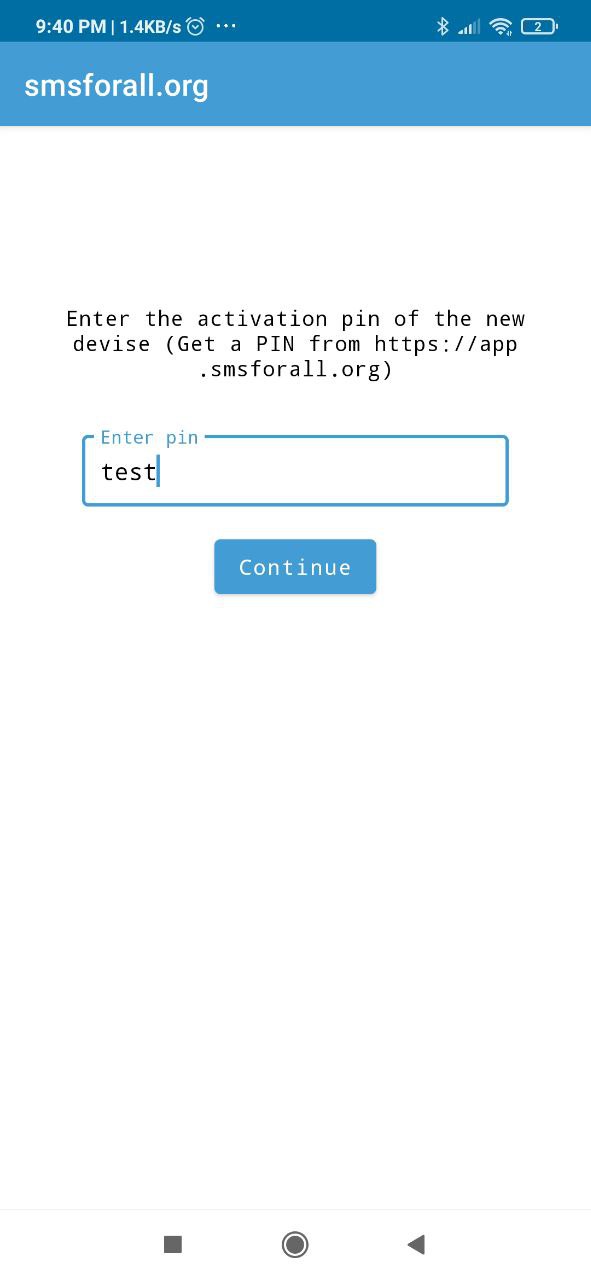 9:40 PM | 1.4KB/s ...
2
smsforall.org
Enter the activation pin of the new
devise (Get a PIN from https://app
.smsforall.org)
Enter pin
test
Continue